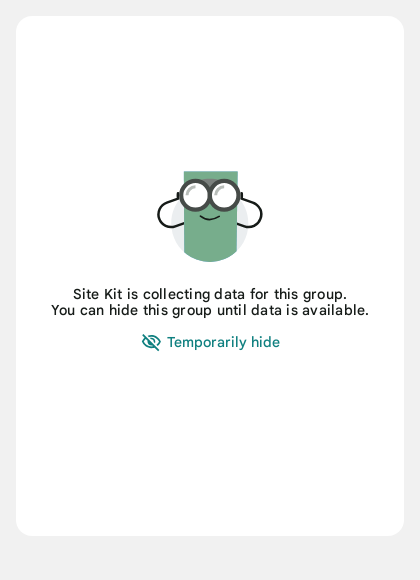 Site Kit is collecting data for this group.
You can hide this group until data is available.
Temporarily hide